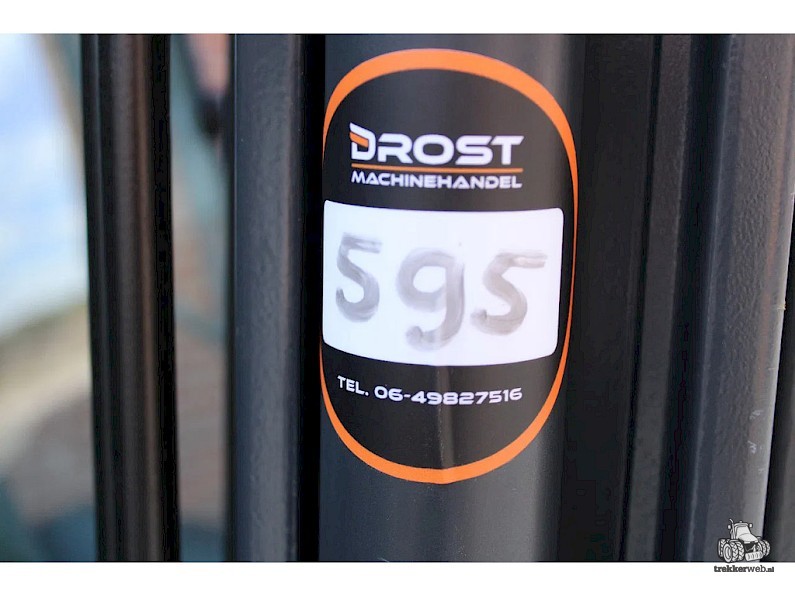 DROST
MACHINEHANDEL
595
TEL. 06-49827516
trekkerweb.nl